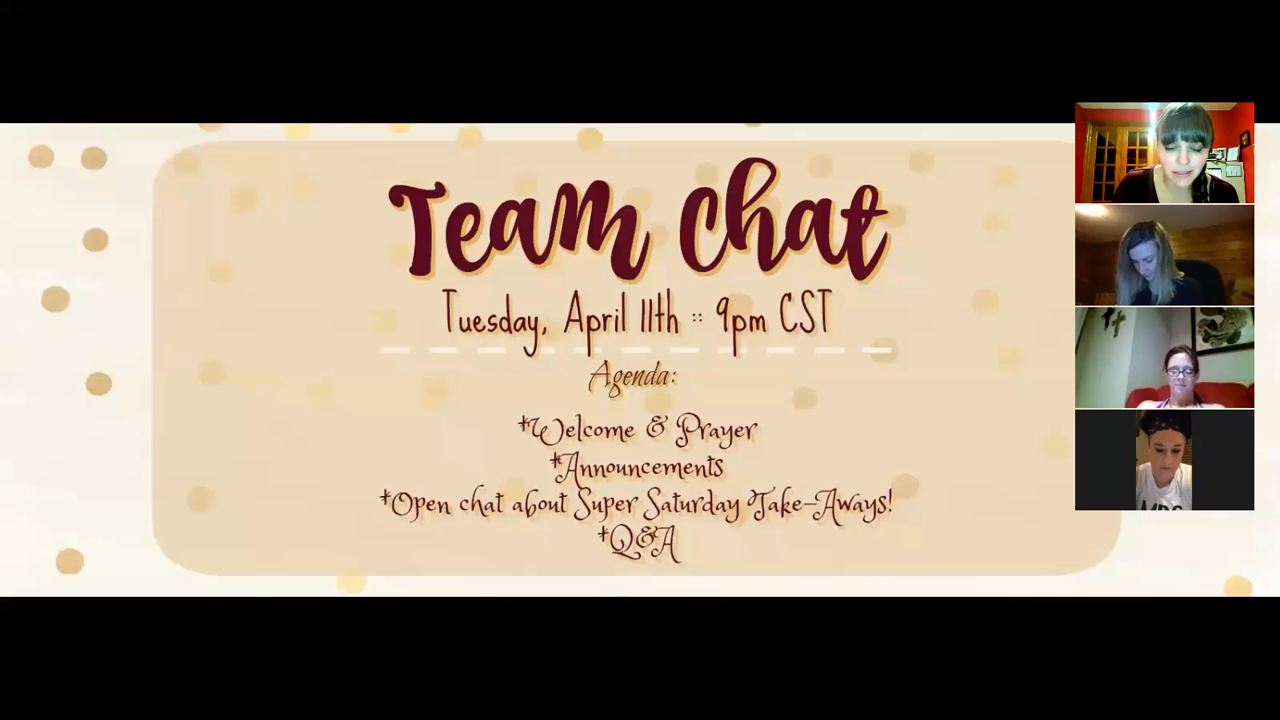 Team Chat
Tuesday, April 11th :: 9pm CST
Agenda:
*Welcome & Prayer
*Announcements
*Open chat about Super Saturday Take-Aways!
*Q&A